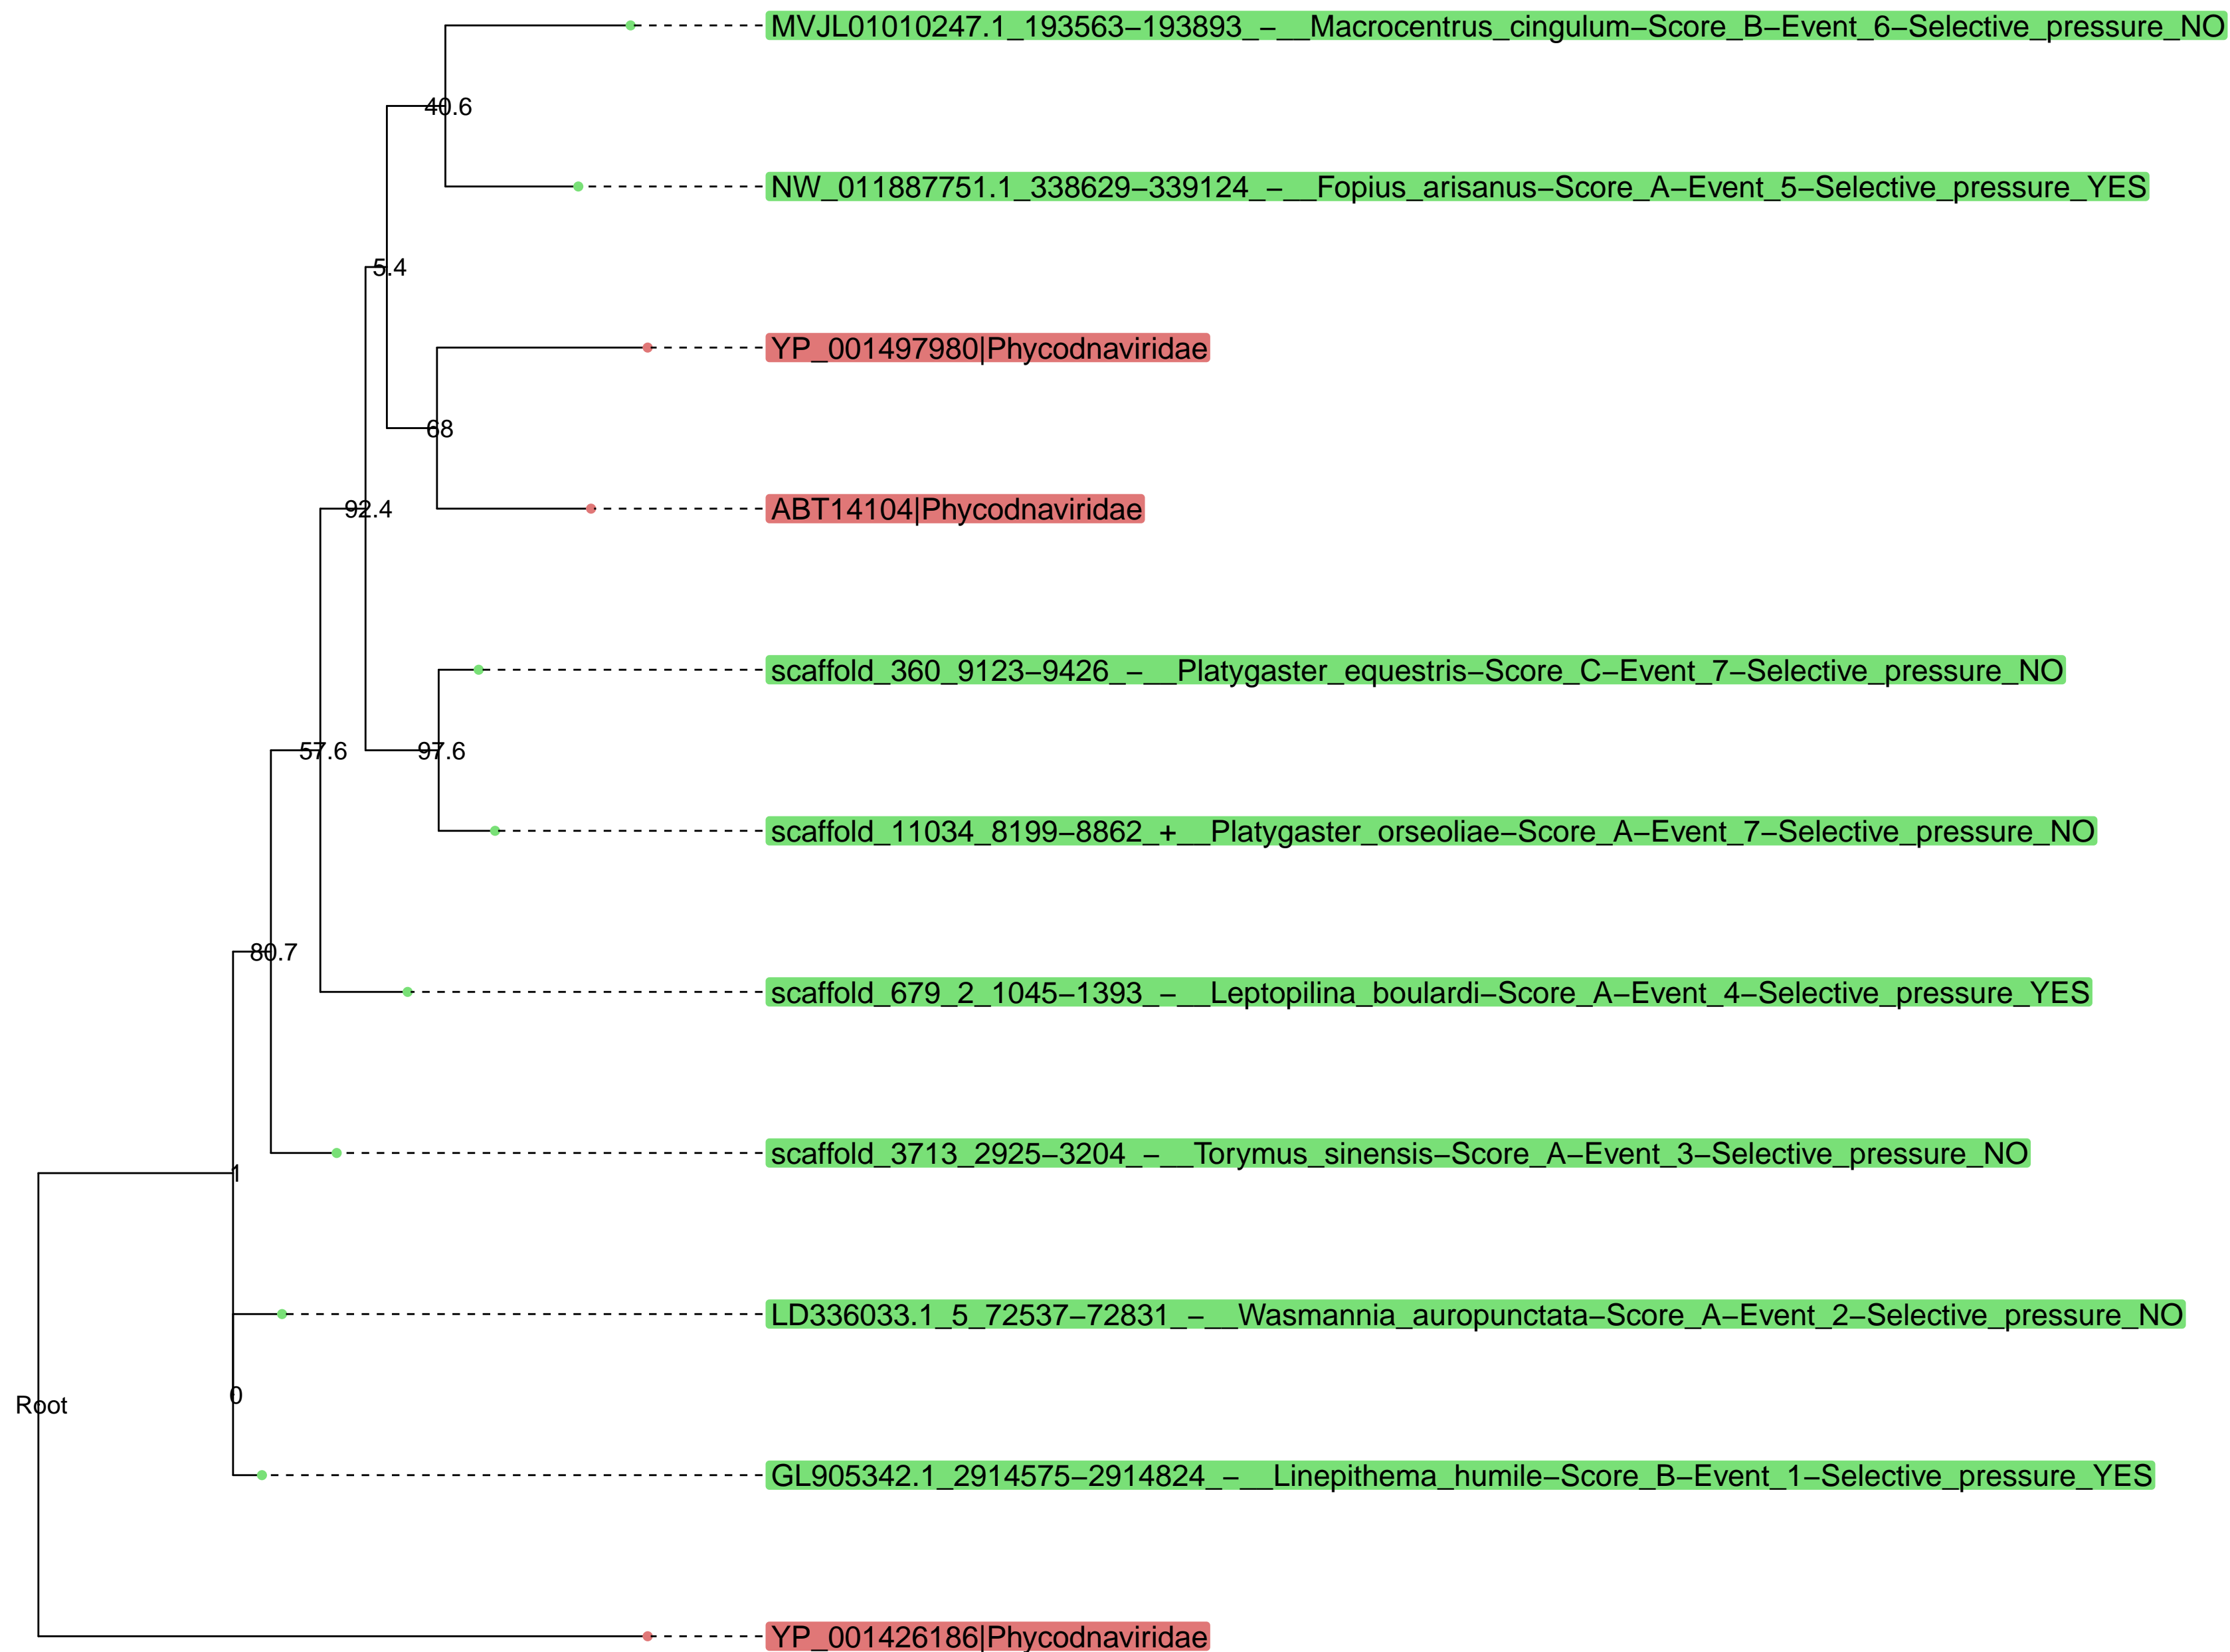 MVJL01010247.1_193563−193893_−__Macrocentrus_cingulum−Score_B−Event_6−Selective_pressure_NO
40.6
NW_011887751.1_338629−339124_−__Fopius_arisanus−Score_A−Event_5−Selective_pressure_YES
5.4
YP_001497980|Phycodnaviridae
68
92.4
ABT14104|Phycodnaviridae
scaffold_360_9123−9426_−__Platygaster_equestris−Score_C−Event_7−Selective_pressure_NO
57.6
97.6
scaffold_11034_8199−8862_+__Platygaster_orseoliae−Score_A−Event_7−Selective_pressure_NO
80.7
scaffold_679_2_1045−1393_−__Leptopilina_boulardi−Score_A−Event_4−Selective_pressure_YES
scaffold_3713_2925−3204_−__Torymus_sinensis−Score_A−Event_3−Selective_pressure_NO
1
LD336033.1_5_72537−72831_−__Wasmannia_auropunctata−Score_A−Event_2−Selective_pressure_NO
0
Root
GL905342.1_2914575−2914824_−__Linepithema_humile−Score_B−Event_1−Selective_pressure_YES
YP_001426186|Phycodnaviridae